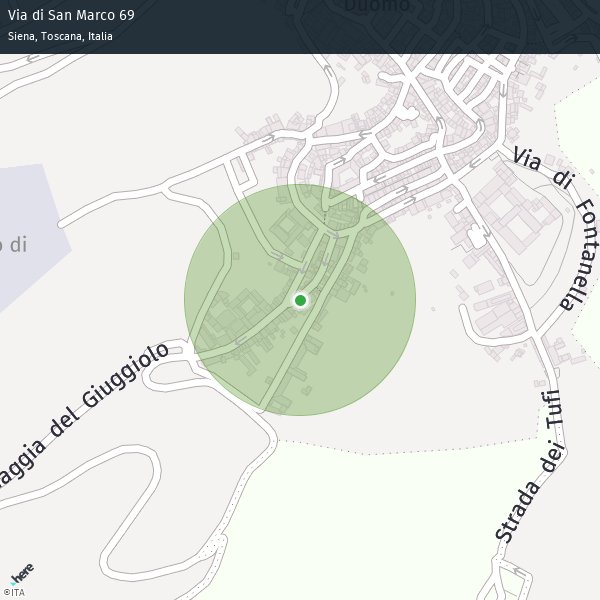 Via di San Marco 69
Siena, Toscana, Italia
Duomo
Via di Fontanella
o di
aggia del Giuggiolo
Strada dei Tufi
here
©ITA